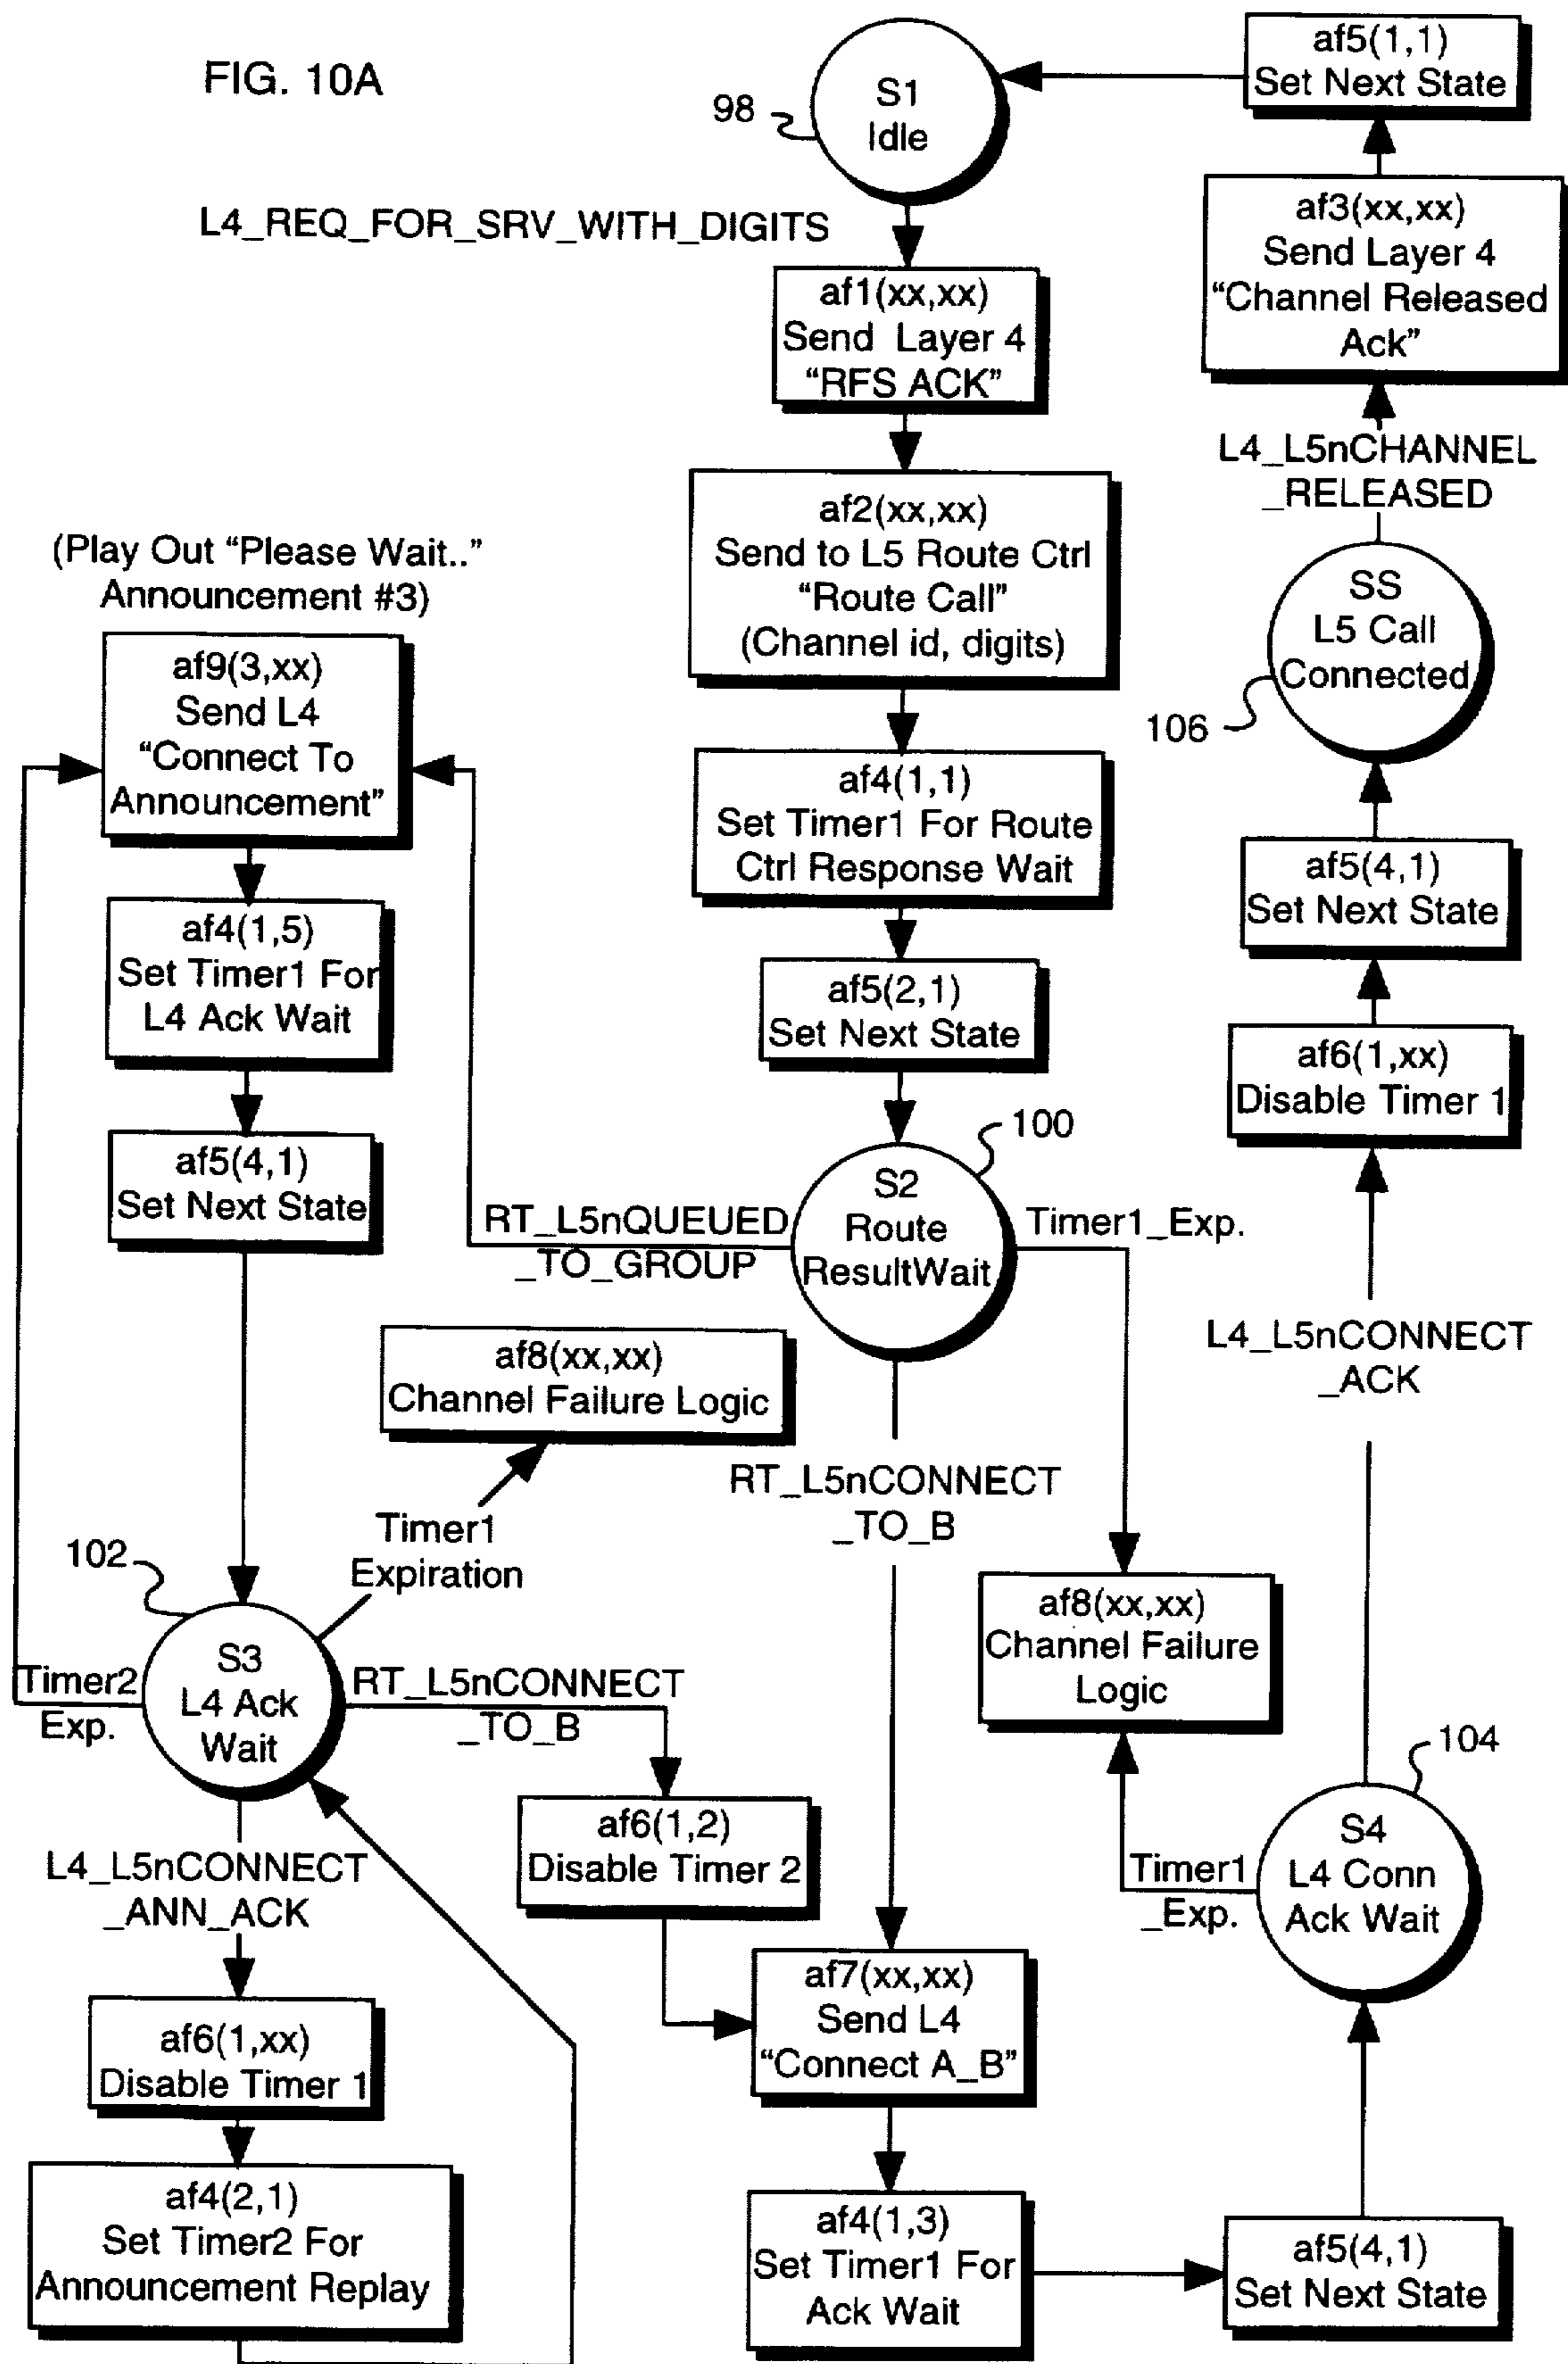 FIG. 10A
98
S1
Idle
af5(1,1)
Set Next State
L4_REQ_FOR_SRV_WITH_DIGITS
af3(xx,xx)
Send Layer 4
“Channel Released
Ack”
af1(xx,xx)
Send Layer 4
“RFS ACK”
L4_L5nCHANNEL
_RELEASED
af2(xx,xx)
Send to L5 Route Ctrl
“Route Call”
(Channel id, digits)
(Play Out “Please Wait..”
Announcement #3)
SS
L5 Call
Connected
106
af9(3,xx)
Send L4
“Connect To
Announcement”
af4(1,1)
Set Timer1 For Route
Ctrl Response Wait
af5(4,1)
Set Next State
af4(1,5)
Set Timer1 For
L4 Ack Wait
af5(2,1)
Set Next State
af6(1,xx)
Disable Timer 1
af5(4,1)
Set Next State
100
S2
Route
ResultWait
RT_L5nQUEUED
_TO_GROUP
Timer1_Exp.
L4_L5nCONNECT
_ACK
af8(xx,xx)
Channel Failure Logic
RT_L5nCONNECT
_TO_B
Timer1
Expiration
102
S3
L4 Ack
Wait
Timer2
Exp.
RT_L5nCONNECT
_TO_B
af8(xx,xx)
Channel Failure
Logic
104
S4
L4 Conn
Ack Wait
Timer1
_Exp.
af6(1,2)
Disable Timer 2
L4_L5nCONNECT
_ANN_ACK
af7(xx,xx)
Send L4
“Connect A_B”
af6(1,xx)
Disable Timer 1
af4(2,1)
Set Timer2 For
Announcement Replay
af4(1,3)
Set Timer1 For
Ack Wait
af5(4,1)
Set Next State